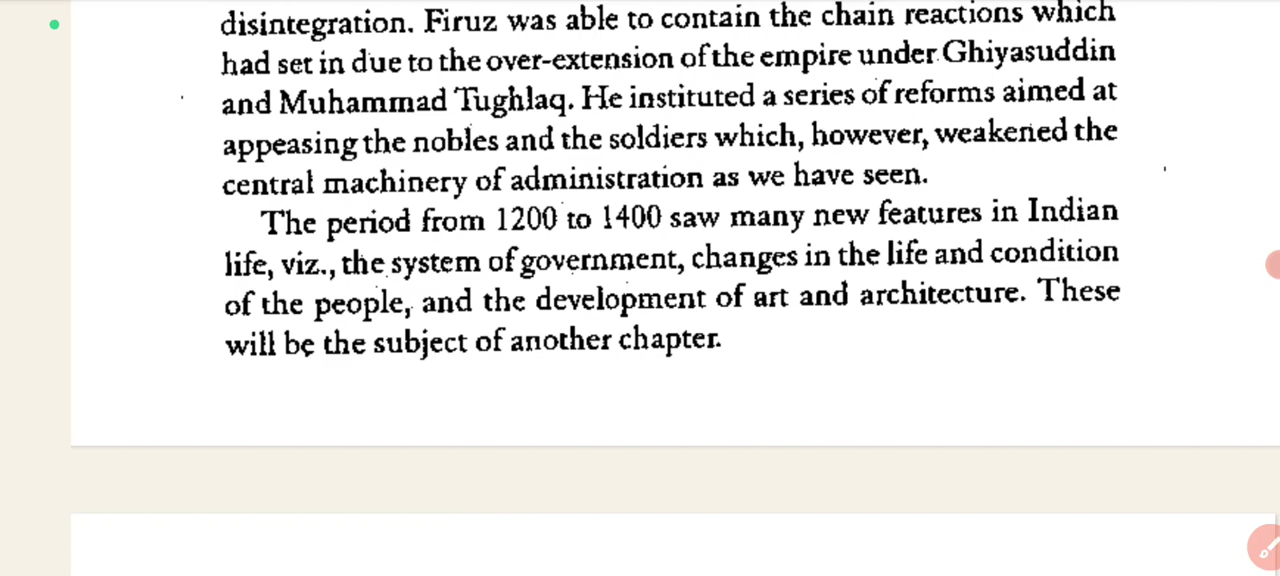 disintegration. Firuz was able to contain the chain reactions which
had set in due to the over-extension of the empire under Ghiyasuddin
and Muhammad Tughlaq. He instituted a series of reforms aimed at
appeasing the nobles and the soldiers which, however, weakened the
central machinery of administration as we have seen.
The period from 1200 to 1400 saw many new features in Indian
life, viz., the system of government, changes in the life and condition
of the people, and the development of art and architecture. These
will be the subject of another chapter.